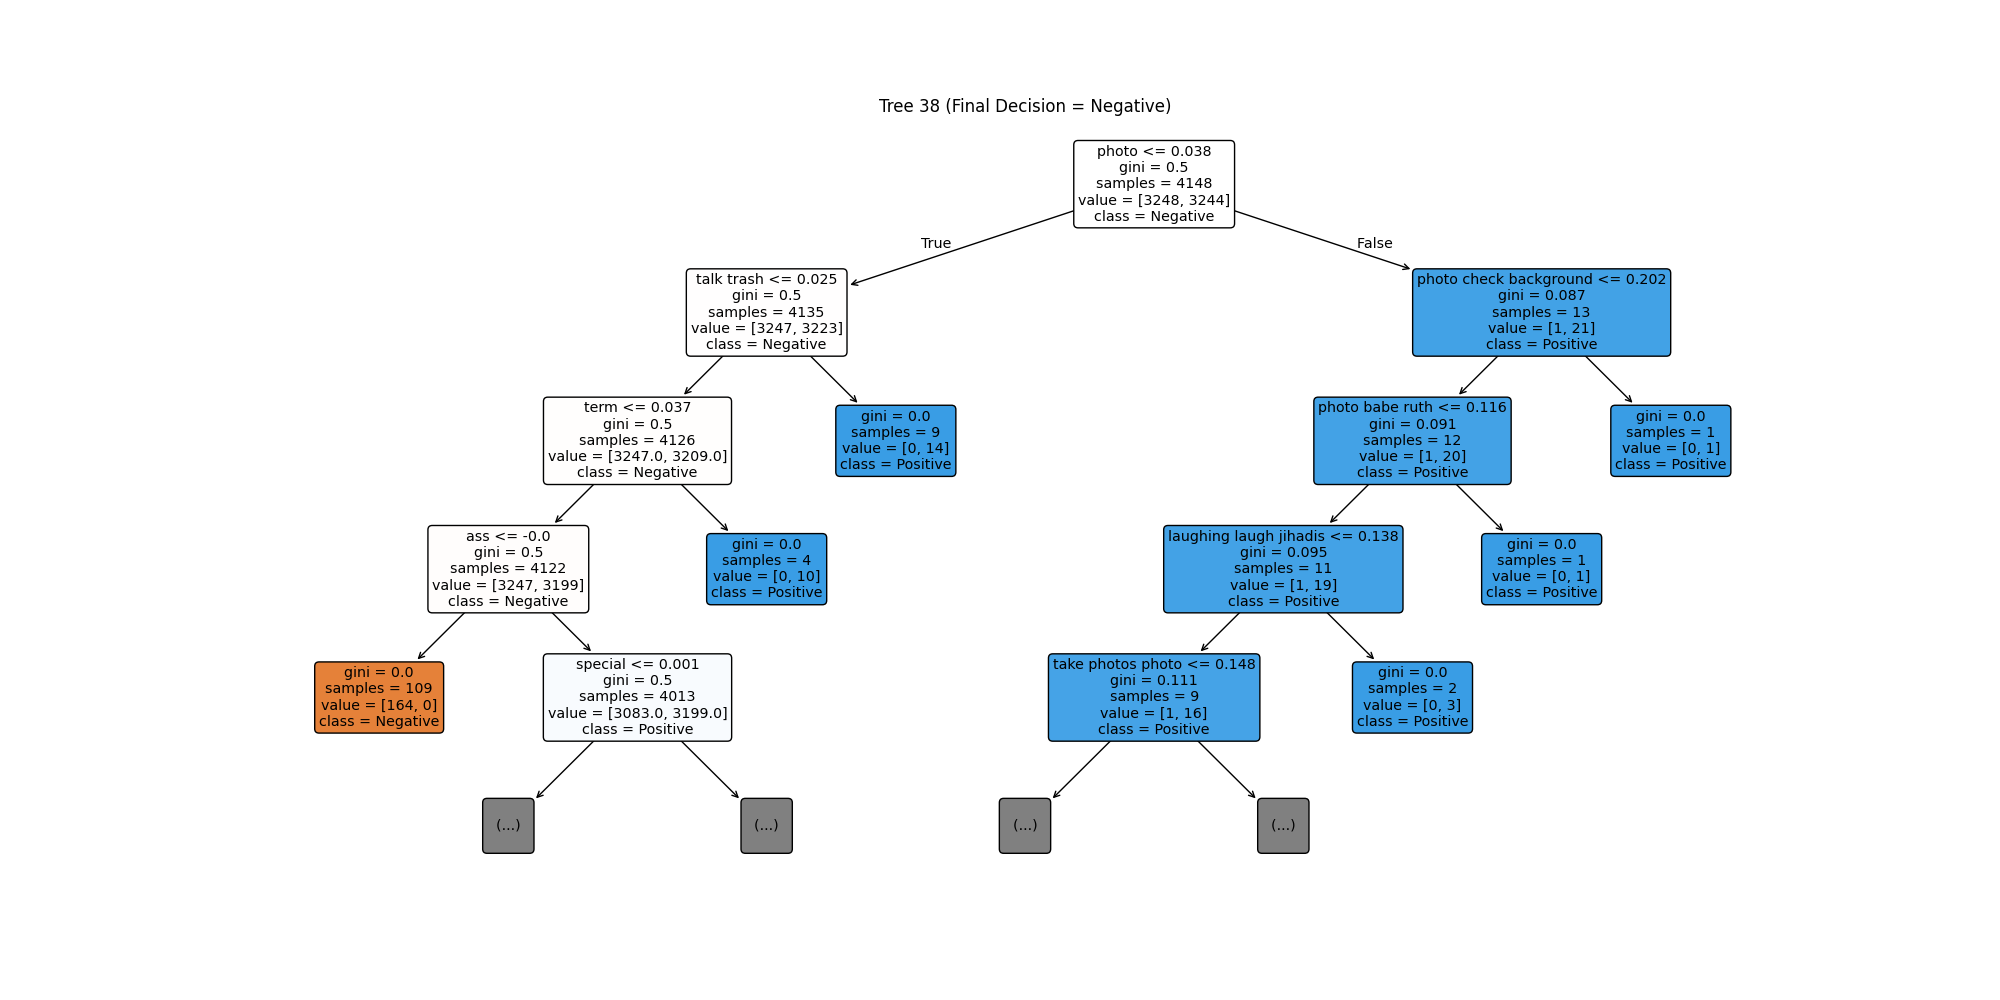 Tree 38 (Final Decision = Negative)
photo <= 0.038
gini = 0.5
samples = 4148
value = [3248, 3244]
class = Negative
True
False
talk trash <= 0.025
gini = 0.5
samples = 4135
value = [3247, 3223]
class = Negative
photo check background <= 0.202
gini = 0.087
samples = 13
value = [1, 21]
class = Positive
term <= 0.037
gini = 0.5
samples = 4126
value = [3247.0, 3209.0]
class = Negative
gini = 0.0
samples = 9
value = [0, 14]
class = Positive
photo babe ruth <= 0.116
gini = 0.091
samples = 12
value = [1, 20]
class = Positive
gini = 0.0
samples = 1
value = [0, 1]
class = Positive
ass <= -0.0
gini = 0.5
samples = 4122
value = [3247, 3199]
class = Negative
gini = 0.0
samples = 4
value = [0, 10]
class = Positive
laughing laugh jihadis <= 0.138
gini = 0.095
samples = 11
value = [1, 19]
class = Positive
gini = 0.0
samples = 1
value = [0, 1]
class = Positive
gini = 0.0
samples = 109
value = [164, 0]
class = Negative
special <= 0.001
gini = 0.5
samples = 4013
value = [3083.0, 3199.0]
class = Positive
take photos photo <= 0.148
gini = 0.111
samples = 9
value = [1, 16]
class = Positive
gini = 0.0
samples = 2
value = [0, 3]
class = Positive
(...)
(...)
(...)
(...)